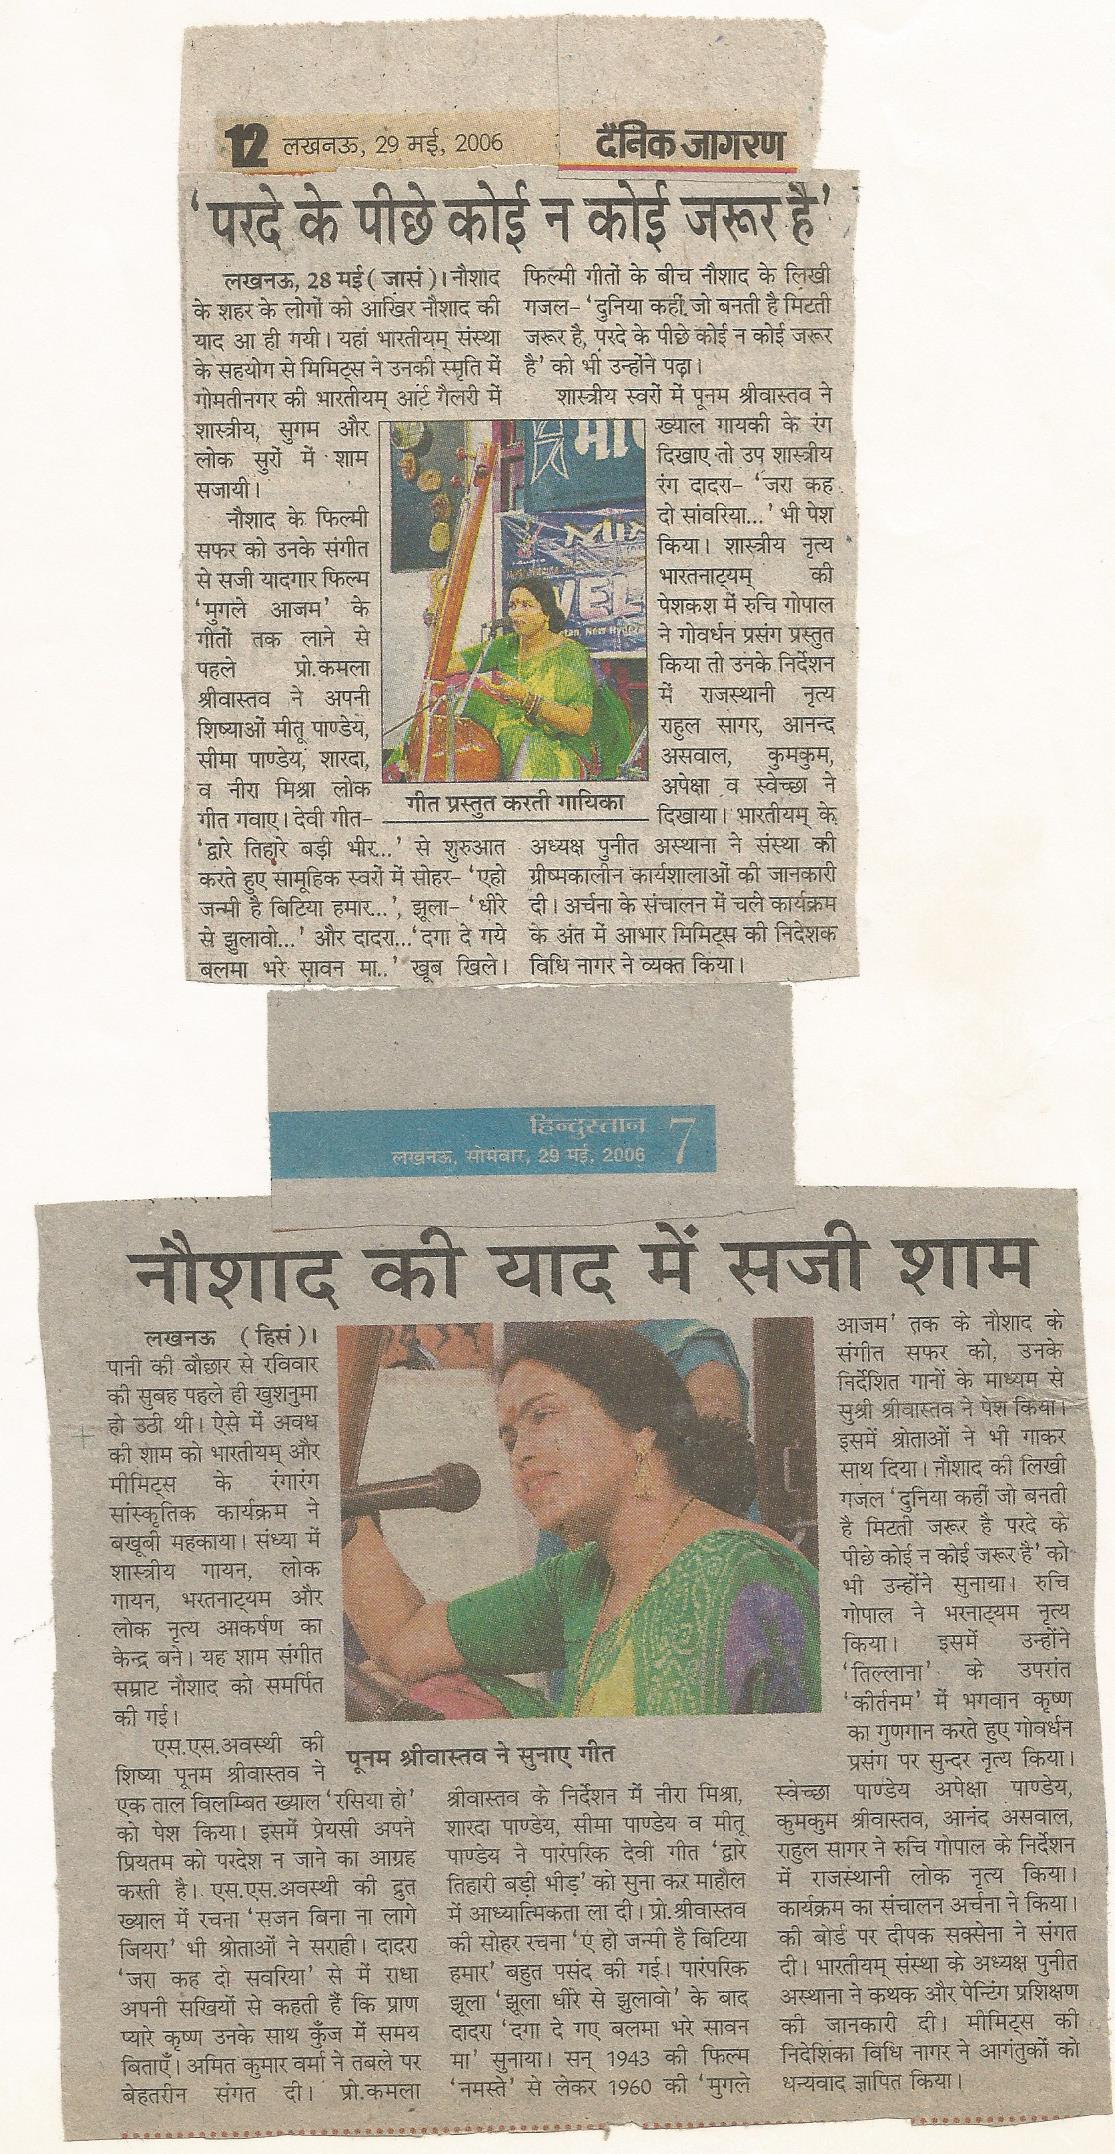 12 लखनऊ, 29 मई, 2006
दैनिक जागरण
‘परदे के पीछे कोई न कोई जरूर है’
लखनऊ, 28 मई (जासं)। नौशाद
के शहर के लोगों को आखिर नौशाद की
याद आ ही गयी। यहां भारतीयम् संस्था
के सहयोग से मिमिट्स ने उनकी स्मृति में
गोमतीनगर की भारतीयम् आर्ट गैलरी में
शास्त्रीय, सुगम और
लोक सुरों में शाम
सजायी।
नौशाद के फिल्मी
सफर को उनके संगीत
से सजी यादगार फिल्म
‘मुगले आजम’ के
गीतों तक लाने से
पहले प्रो.कमला
श्रीवास्तव ने अपनी
शिष्याओं मीतू पाण्डेय,
सीमा पाण्डेय, शारदा,
व नीरा मिश्रा लोक
गीत गवाए। देवी गीत-
‘द्वारे तिहारे बड़ी भीर...’ से शुरुआत
करते हुए सामूहिक स्वरों में सोहर- ‘एहो
जन्मी है बिटिया हमार...’, झूला- ‘धीरे
से झुलावो...’ और दादरा...‘दगा दे गये
बलमा भरे सावन मा..’ खूब खिले।
फिल्मी गीतों के बीच नौशाद के लिखी
गजल- ‘दुनिया कहीं जो बनती है मिटती
जरूर है, परदे के पीछे कोई न कोई जरूर
है’ को भी उन्होंने पढ़ा।
शास्त्रीय स्वरों में पूनम श्रीवास्तव ने
ख्याल गायकी के रंग
दिखाए तो उप शास्त्रीय
रंग दादरा- ‘जरा कह
दो सांवरिया...’ भी पेश
किया। शास्त्रीय नृत्य
भारतनाट्यम् की
पेशकश में रुचि गोपाल
ने गोवर्धन प्रसंग प्रस्तुत
किया तो उनके निर्देशन
में राजस्थानी नृत्य
राहुल सागर, आनन्द
असवाल, कुमकुम,
अपेक्षा व स्वेच्छा ने
दिखाया। भारतीयम् के
अध्यक्ष पुनीत अस्थाना ने संस्था की
ग्रीष्मकालीन कार्यशालाओं की जानकारी
दी। अर्चना के संचालन में चले कार्यक्रम
के अंत में आभार मिमिट्स की निदेशक
विधि नागर ने व्यक्त किया।
गीत प्रस्तुत करती गायिका
हिन्दुस्तान 7
लखनऊ, सोमवार, 29 मई, 2006
नौशाद की याद में सजी शाम
लखनऊ (हिसं)।
पानी की बौछार से रविवार
की सुबह पहले ही खुशनुमा
हो उठी थी। ऐसे में अवध
की शाम को भारतीयम् और
मीमिट्स के रंगारंग
सांस्कृतिक कार्यक्रम ने
बखूबी महकाया। संध्या में
शास्त्रीय गायन, लोक
गायन, भरतनाट्यम और
लोक नृत्य आकर्षण का
केन्द्र बने। यह शाम संगीत
सम्राट नौशाद को समर्पित
की गई।
एस.एस.अवस्थी की
शिष्या पूनम श्रीवास्तव ने
एक ताल विलम्बित ख्याल ‘रसिया हो’
को पेश किया। इसमें प्रेयसी अपने
प्रियतम को परदेश न जाने का आग्रह
करती है। एस.एस.अवस्थी की द्रुत
ख्याल में रचना ‘सजन बिना ना लागे
जियरा’ भी श्रोताओं ने सराही। दादरा
‘जरा कह दो सवरिया’ से में राधा
अपनी सखियों से कहती हैं कि प्राण
प्यारे कृष्ण उनके साथ कुँज में समय
बिताएँ। अमित कुमार वर्मा ने तबले पर
बेहतरीन संगत दी। प्रो.कमला
पूनम श्रीवास्तव ने सुनाए गीत
श्रीवास्तव के निर्देशन में नीरा मिश्रा,
शारदा पाण्डेय, सीमा पाण्डेय व मीतू
पाण्डेय ने पारंपरिक देवी गीत ‘द्वारे
तिहारी बड़ी भीड़’ को सुना कर माहौल
में आध्यात्मिकता ला दी। प्रो.श्रीवास्तव
की सोहर रचना ‘ए हो जन्मी है बिटिया
हमार’ बहुत पसंद की गई। पारंपरिक
झूला ‘झूला धीरे से झुलावो’ के बाद
दादरा ‘दगा दे गए बलमा भरे सावन
मा’ सुनाया। सन् 1943 की फिल्म
‘नमस्ते’ से लेकर 1960 की ‘मुगले
आजम’ तक के नौशाद के
संगीत सफर को, उनके
निर्देशित गानों के माध्यम से
सुश्री श्रीवास्तव ने पेश किया।
इसमें श्रोताओं ने भी गाकर
साथ दिया। नौशाद की लिखी
गजल ‘दुनिया कहीं जो बनती
है मिटती जरूर है परदे के
पीछे कोई न कोई जरूर है’ को
भी उन्होंने सुनाया। रुचि
गोपाल ने भरनाट्यम नृत्य
किया। इसमें उन्होंने
‘तिल्लाना’ के उपरांत
‘कीर्तनम’ में भगवान कृष्ण
का गुणगान करते हुए गोवर्धन
प्रसंग पर सुन्दर नृत्य किया।
स्वेच्छा पाण्डेय अपेक्षा पाण्डेय,
कुमकुम श्रीवास्तव, आनंद असवाल,
राहुल सागर ने रुचि गोपाल के निर्देशन
में राजस्थानी लोक नृत्य किया।
कार्यक्रम का संचालन अर्चना ने किया।
की बोर्ड पर दीपक सक्सेना ने संगत
दी। भारतीयम् संस्था के अध्यक्ष पुनीत
अस्थाना ने कथक और पेन्टिंग प्रशिक्षण
की जानकारी दी। मीमिट्स की
निदेशिका विधि नागर ने आगंतुकों को
धन्यवाद ज्ञापित किया।